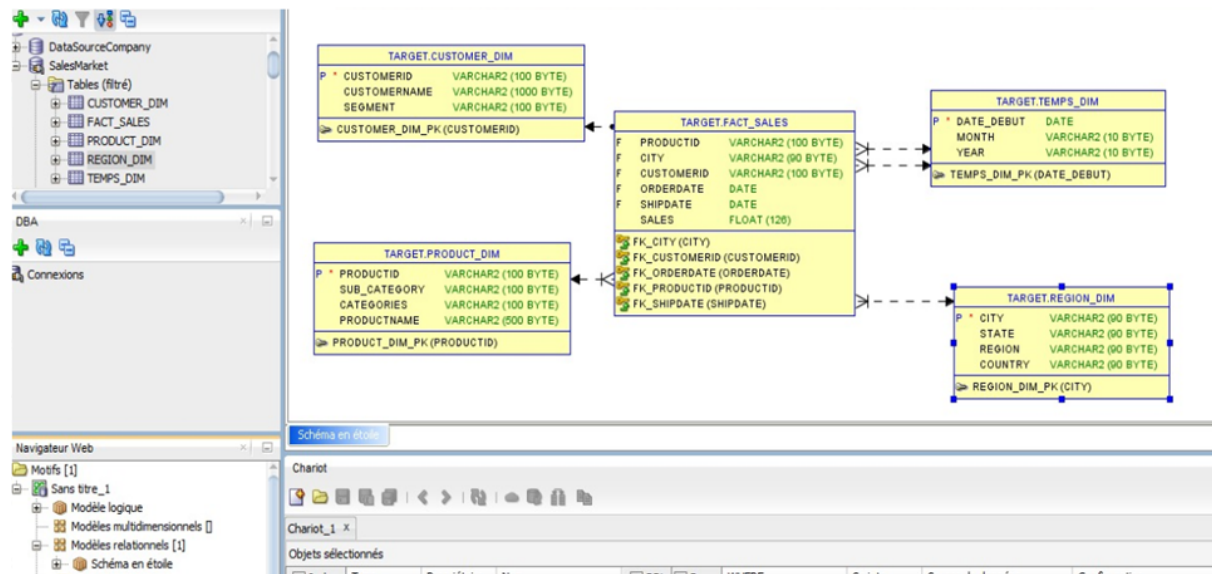 DataSourceCompany
SalesMarket
Tables (filtré)
CUSTOMER_DIM
FACT_SALES
PRODUCT_DIM
REGION_DIM
TEMPS_DIM
DBA
Connexions
Navigateur Web
Motifs [1]
Sans titre_1
Modèle logique
Modèles multidimensionnels []
Modèles relationnels [1]
Schéma en étoile
TARGET.CUSTOMER_DIM
P * CUSTOMERID VARCHAR2 (100 BYTE)
CUSTOMERNAME VARCHAR2 (1000 BYTE)
SEGMENT VARCHAR2 (100 BYTE)
CUSTOMER_DIM_PK (CUSTOMERID)
TARGET.FACT_SALES
F PRODUCTID VARCHAR2 (100 BYTE)
F CITY VARCHAR2 (90 BYTE)
F CUSTOMERID VARCHAR2 (100 BYTE)
F ORDERDATE DATE
F SHIPDATE DATE
SALES FLOAT (126)
FK_CITY (CITY)
FK_CUSTOMERID (CUSTOMERID)
FK_ORDERDATE (ORDERDATE)
FK_PRODUCTID (PRODUCTID)
FK_SHIPDATE (SHIPDATE)
TARGET.TEMPS_DIM
P * DATE_DEBUT DATE
MONTH VARCHAR2 (10 BYTE)
YEAR VARCHAR2 (10 BYTE)
TEMPS_DIM_PK (DATE_DEBUT)
TARGET.PRODUCT_DIM
P * PRODUCTID VARCHAR2 (100 BYTE)
SUB_CATEGORY VARCHAR2 (100 BYTE)
CATEGORIES VARCHAR2 (100 BYTE)
PRODUCTNAME VARCHAR2 (500 BYTE)
PRODUCT_DIM_PK (PRODUCTID)
TARGET.REGION_DIM
P * CITY VARCHAR2 (90 BYTE)
STATE VARCHAR2 (90 BYTE)
REGION VARCHAR2 (90 BYTE)
COUNTRY VARCHAR2 (90 BYTE)
REGION_DIM_PK (CITY)
Schéma en étoile
Chariot
Chariot_1 x
Objets sélectionnés